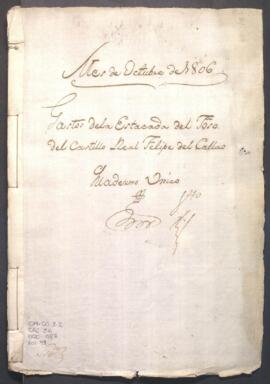 Mes de Octubre de 1806
Gastos de la Estacada del Foso
del Castillo Real Felipe del Callao
Quaderno Unico